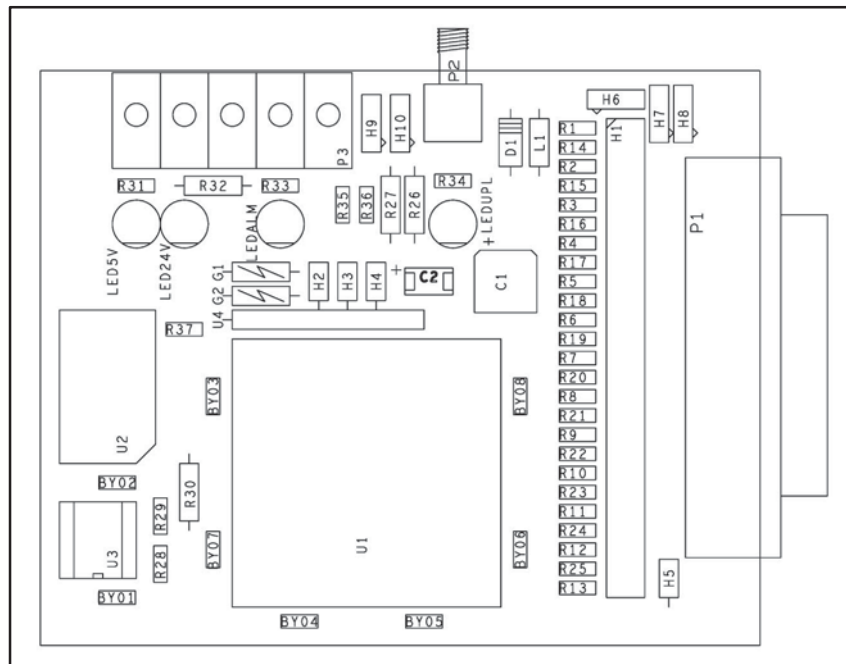 P2
H6
H9
H10
H7
H8
D1
L1
H1
P3
R1
R14
R2
R15
R3
R16
R4
R17
R5
R18
R6
R19
R7
R20
R8
R21
R9
R22
R10
R23
R11
R24
R12
R25
R13
P1
R31
R32
R33
R35
R36
R27
R26
R34
LED5V
LED24V
LEDALM
+LEDUPL
G1
G2
H2
H3
H4
+
C2
C1
U4
R37
U2
BY03
BY08
BY02
R30
R29
U3
R28
BY07
U1
BY06
H5
BY01
BY04
BY05